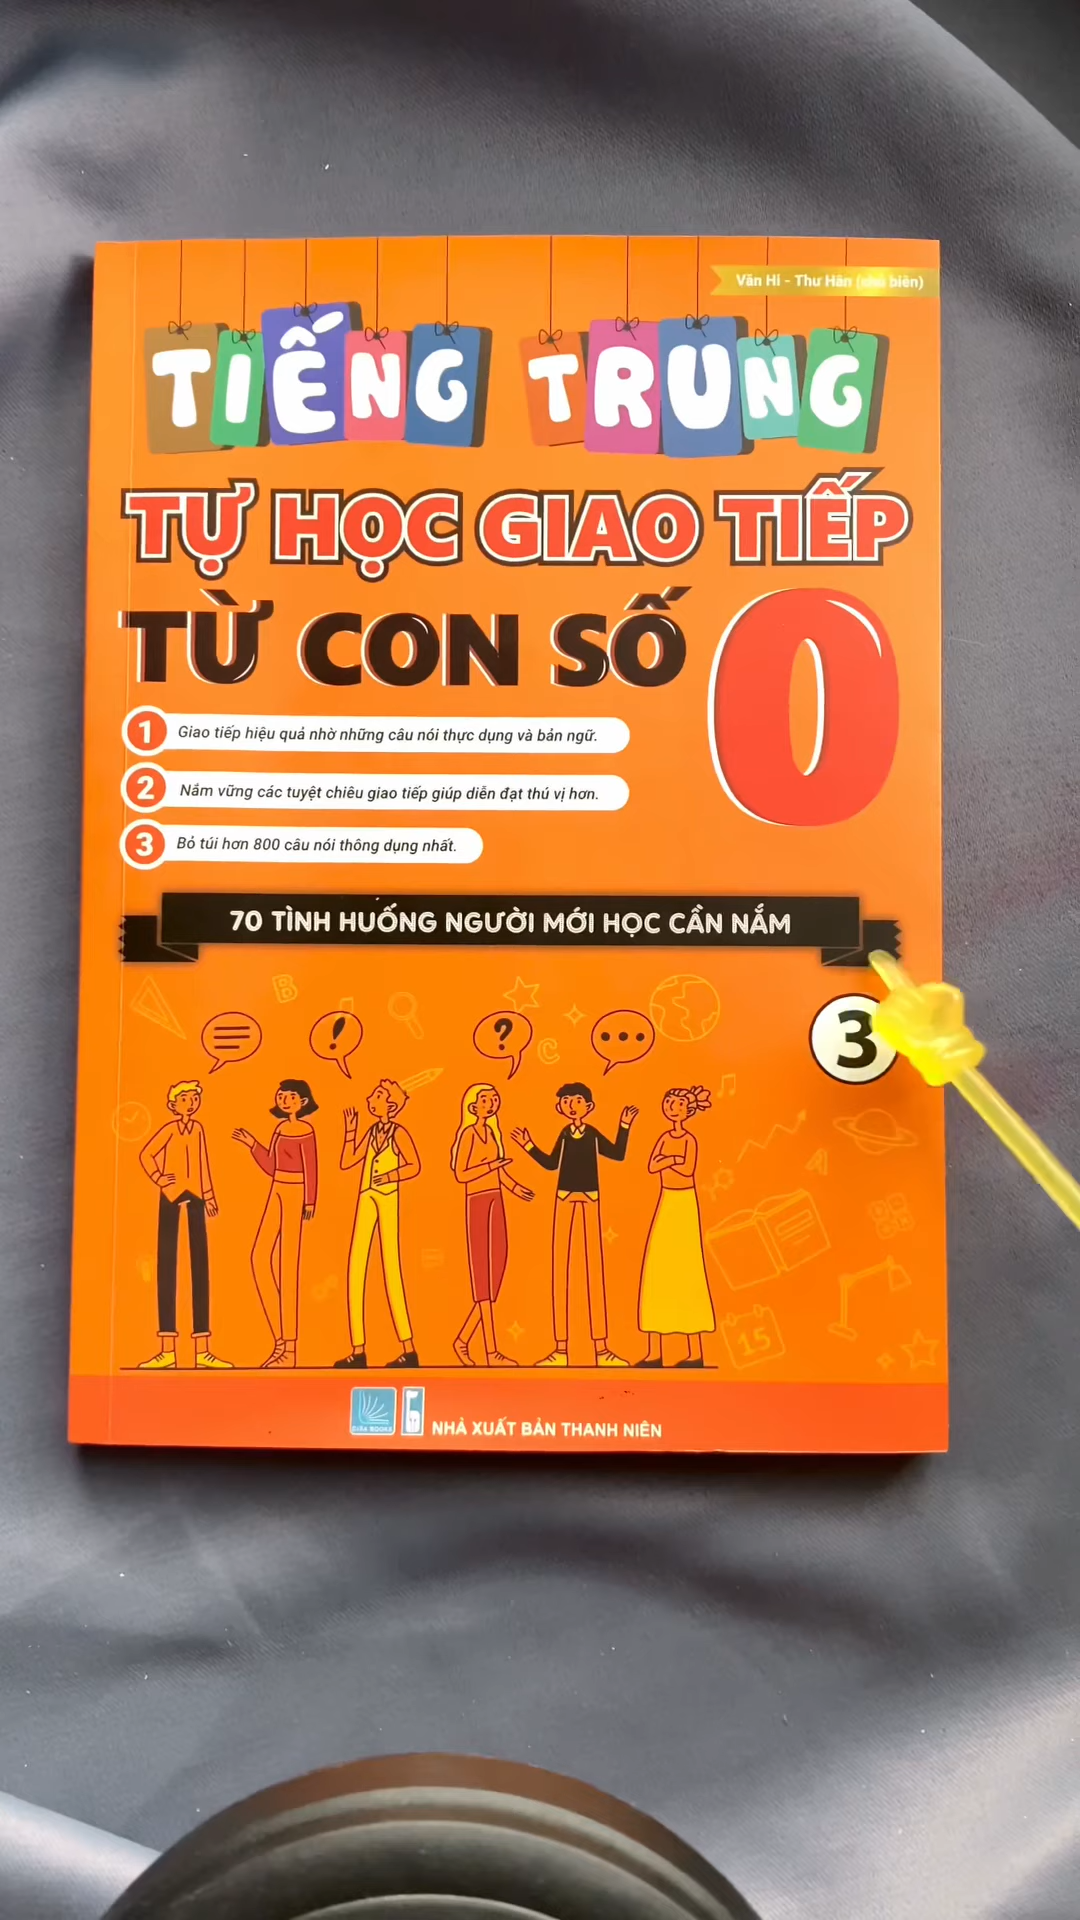 Văn Hi - Thư Hân (chủ biên)
TIẾNG TRUNG
TỰ HỌC GIAO TIẾP
TỪ CON SỐ 0
1 Giao tiếp hiệu quả nhờ những câu nói thực dụng và bản ngữ.
2 Nắm vững các tuyệt chiêu giao tiếp giúp diễn đạt thú vị hơn.
3 Bỏ túi hơn 800 câu nói thông dụng nhất.
70 TÌNH HUỐNG NGƯỜI MỚI HỌC CẦN NẮM
B
!
?
C
3
A
15
NHÀ XUẤT BẢN THANH NIÊN